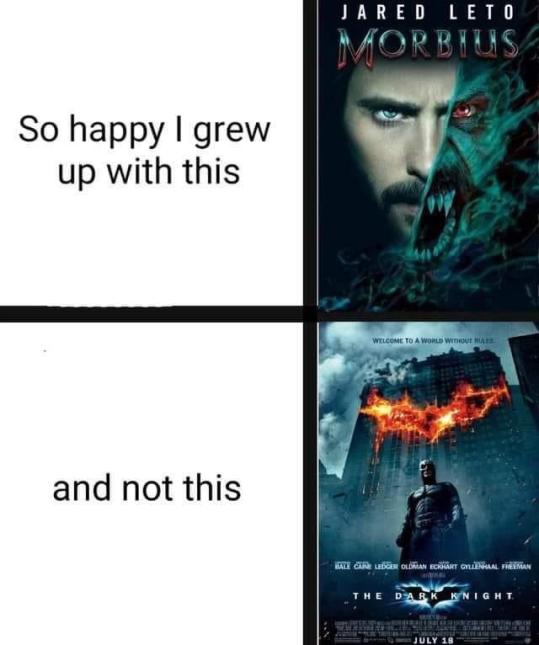 JARED LETO
MORBIUS
So happy I grew
up with this
WELCOME TO A WORLD WITHOUT RULES.
and not this
BALE CAINE LEDGER OLDMAN ECKHART GYLLENHAAL FREEMAN
THE DARK KNIGHT
JULY 18